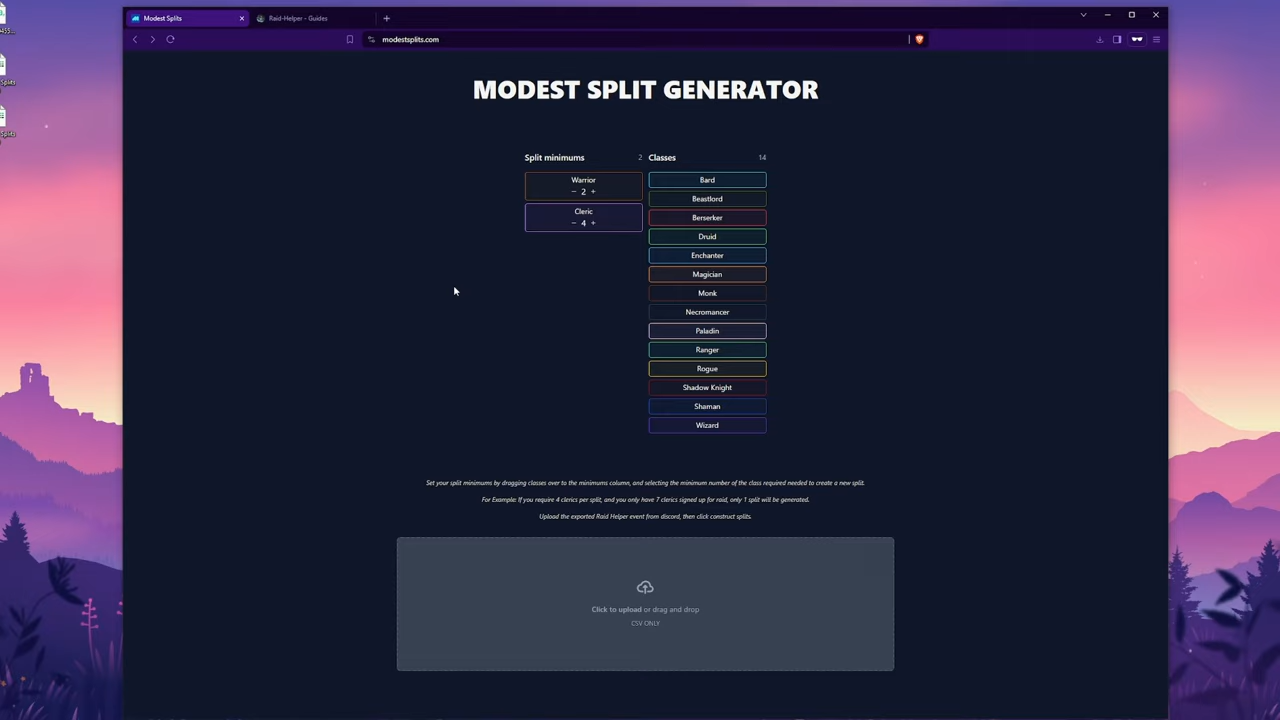 Modest Splits
Raid-Helper - Guides
modestsplits.com
MODEST SPLIT GENERATOR
Split minimums 2
Classes 14
Warrior
− 2 +
Cleric
− 4 +
Bard
Beastlord
Berserker
Druid
Enchanter
Magician
Monk
Necromancer
Paladin
Ranger
Rogue
Shadow Knight
Shaman
Wizard
Set your split minimums by dragging classes over to the minimums column, and selecting the minimum number of the class required needed to create a new split.
For Example: If you require 4 clerics per split, and you only have 7 clerics signed up for raid, only 1 split will be generated.
Upload the exported Raid Helper event from discord, then click construct splits.
Click to upload or drag and drop
CSV ONLY